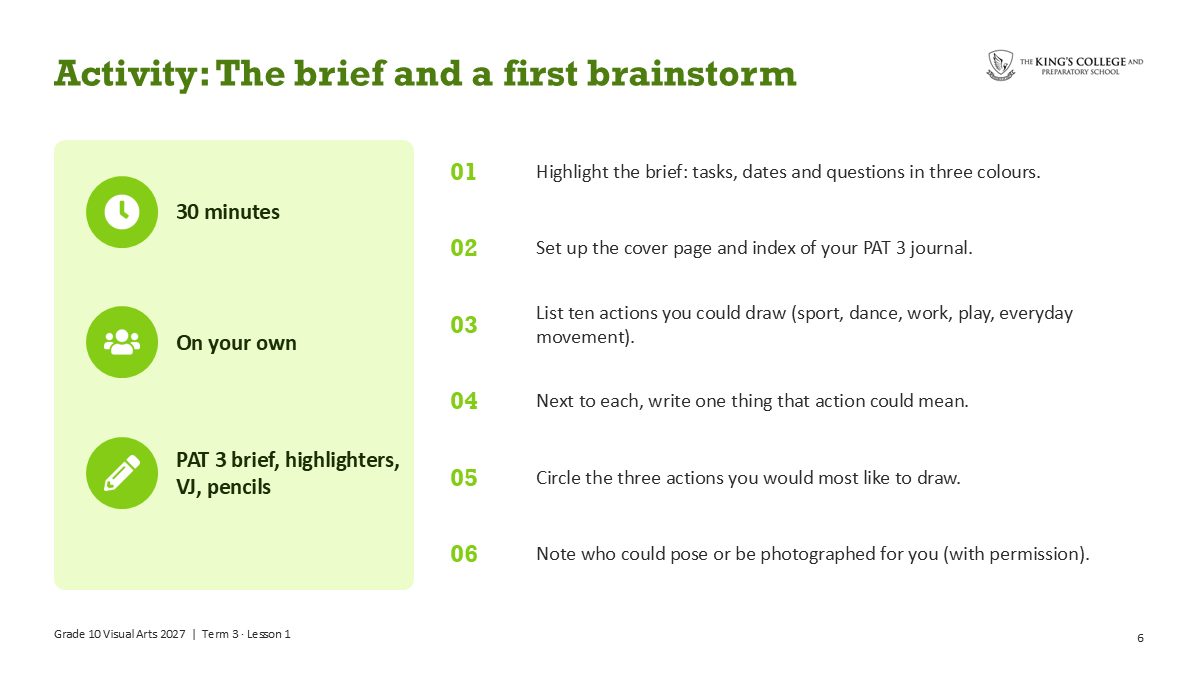 Activity: The brief and a first brainstorm
THE KING'S COLLEGE AND
PREPARATORY SCHOOL
30 minutes
On your own
PAT 3 brief, highlighters,
VJ, pencils
01
Highlight the brief: tasks, dates and questions in three colours.
02
Set up the cover page and index of your PAT 3 journal.
03
List ten actions you could draw (sport, dance, work, play, everyday
movement).
04
Next to each, write one thing that action could mean.
05
Circle the three actions you would most like to draw.
06
Note who could pose or be photographed for you (with permission).
Grade 10 Visual Arts 2027 | Term 3 · Lesson 1
6